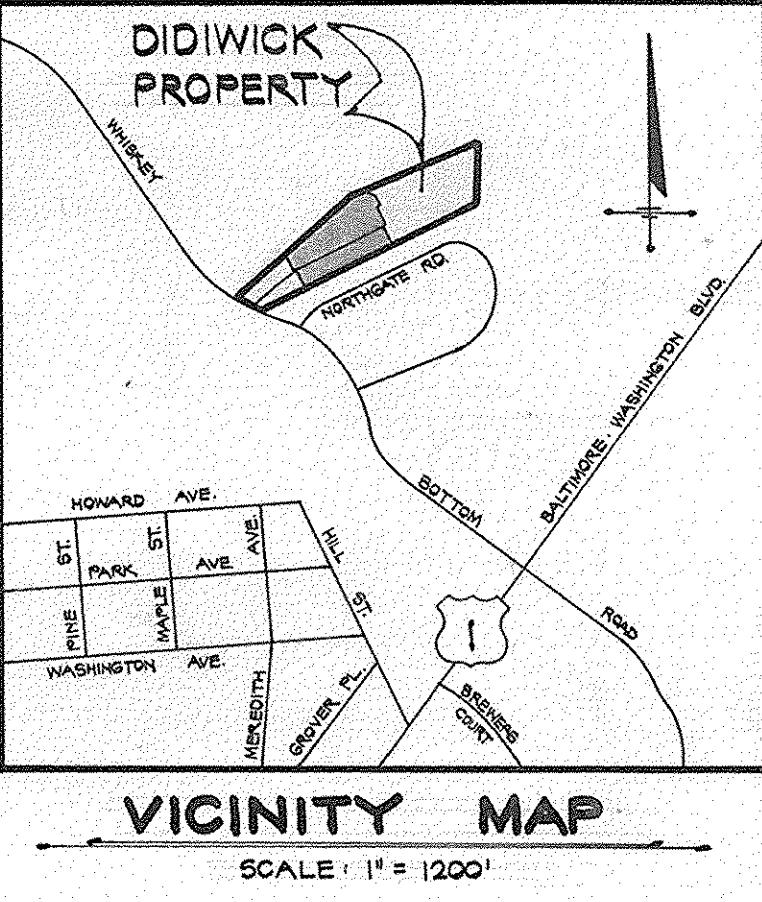 DIDIWICK
PROPERTY
WHISKEY
NORTHGATE RD.
BALTIMORE. WASHINGTON BLVD.
BOTTOM
ROAD
HOWARD AVE.
HILL ST.
PINE ST.
PARK AVE
MAPLE ST.
MEREDITH AVE.
WASHINGTON AVE.
GROVER PL.
1
BREWERS
COURT
VICINITY MAP
SCALE: 1" = 1200'